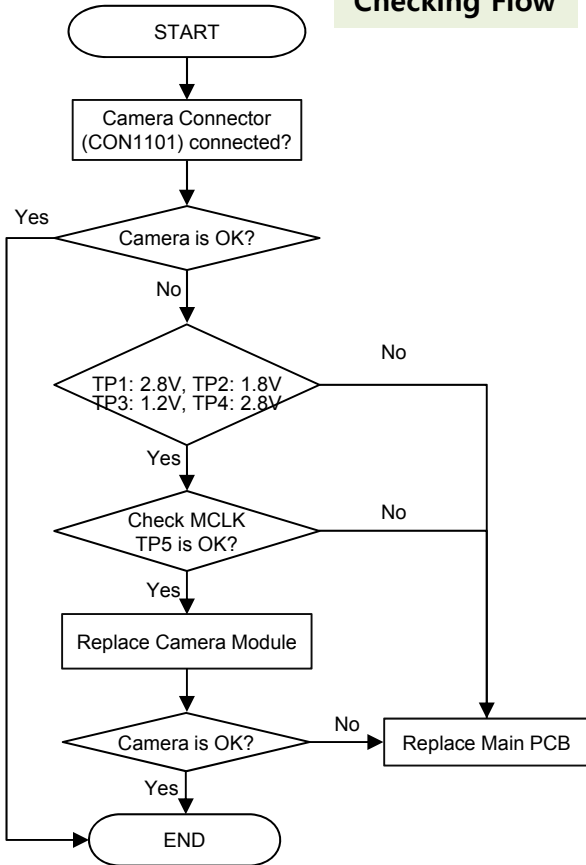 Checking Flow
START
Camera Connector
(CON1101) connected?
Yes
Camera is OK?
No
No
TP1: 2.8V, TP2: 1.8V
TP3: 1.2V, TP4: 2.8V
Yes
Check MCLK
TP5 is OK?
No
Yes
Replace Camera Module
Camera is OK?
No
Replace Main PCB
Yes
END